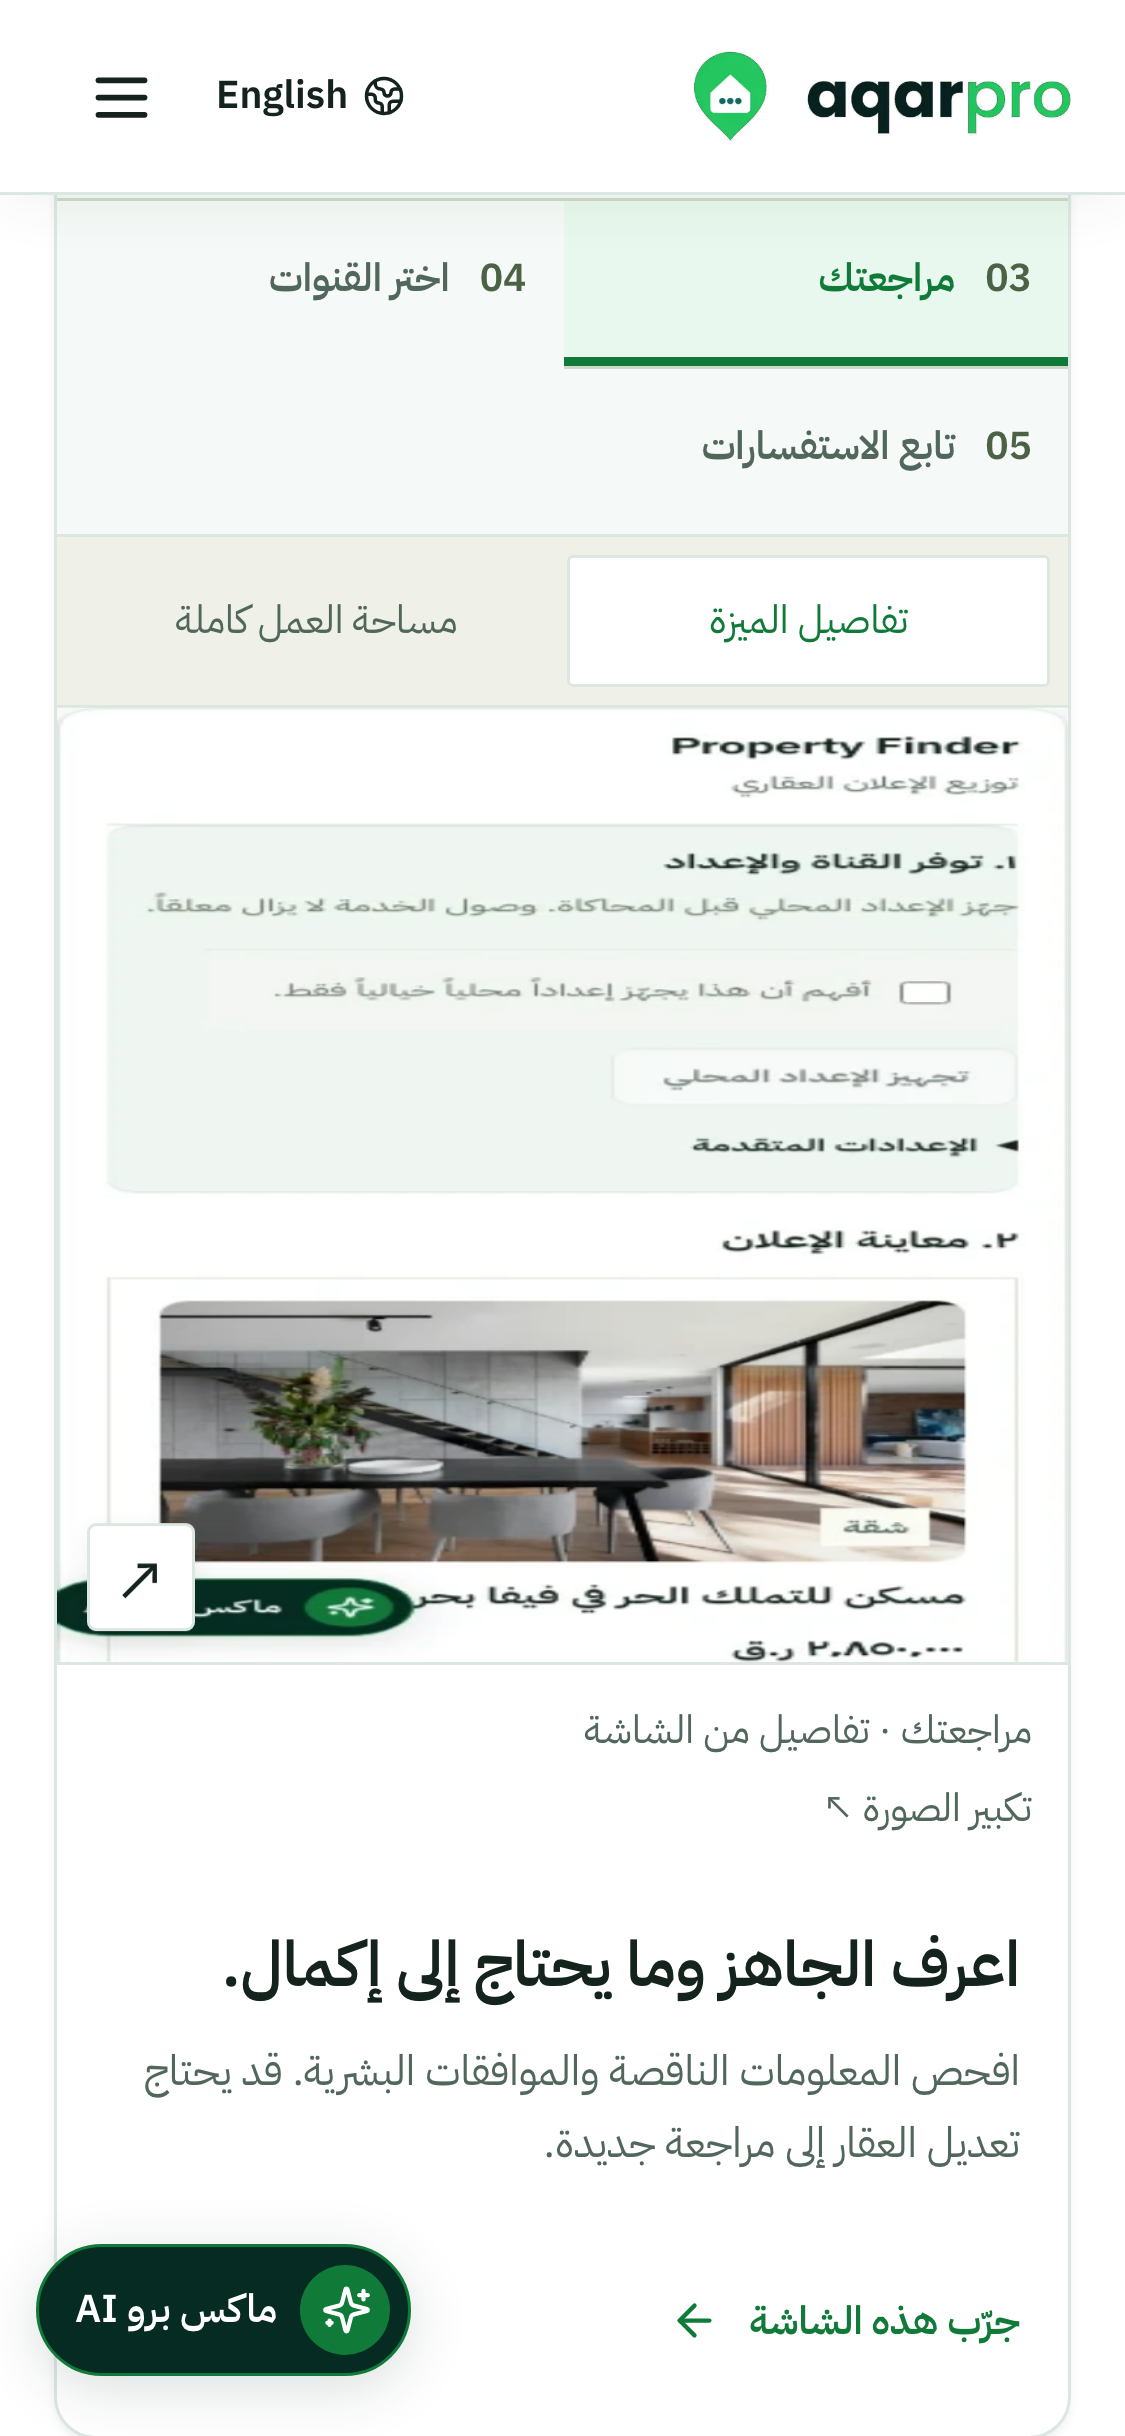 aqarpro
English
03 مراجعتك
04 اختر القنوات
05 تابع الاستفسارات
تفاصيل الميزة
مساحة العمل كاملة
Property Finder
توزيع الإعلان العقاري
١. توفر القناة والإعداد
جهّز الإعداد المحلي قبل المحاكاة. وصول الخدمة لا يزال معلقاً.
أفهم أن هذا يجهّز إعداداً محلياً خيالياً فقط.
تجهيز الإعداد المحلي
الإعدادات المتقدمة
٢. معاينة الإعلان
شقة
مسكن للتملك الحر في فيفا بحر
ماكس
٢٬٨٥٠٬٠٠٠ ر.ق
مراجعتك · تفاصيل من الشاشة
تكبير الصورة ↖
اعرف الجاهز وما يحتاج إلى إكمال.
افحص المعلومات الناقصة والموافقات البشرية. قد يحتاج
تعديل العقار إلى مراجعة جديدة.
جرّب هذه الشاشة
ماكس برو AI